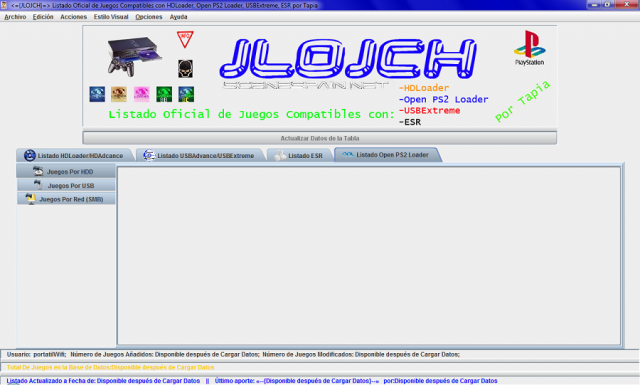 <=[JLOJCH]=> Listado Oficial de Juegos Compatibles con HDLoader, Open PS2 Loader, USBExtreme, ESR por Tapia
Archivo Edición Acciones Estilo Visual Opciones Ayuda
JLOJCH
PlayStation
SCENEBETA.NET
-HDLoader
-Open PS2 Loader
Listado Oficial de Juegos Compatibles con:
-USBExtreme
-ESR
Por Tapia
Actualizar Datos de la Tabla
Listado HDLoader/HDAdcance Listado USBAdvance/USBExtreme Listado ESR Listado Open PS2 Loader
Juegos Por HDD
Juegos Por USB
Juegos Por Red (SMB)
Usuario: portatilWifi; Número de Juegos Añadidos: Disponible después de Cargar Datos; Número de Juegos Modificados: Disponible después de Cargar Datos;
Total De Juegos en la Base de Datos:Disponible después de Cargar Datos
Listado Actualizado a Fecha de: Disponible después de Cargar Datos || Último aporte: «--{Disponible después de Cargar Datos}--» por:Disponible después de Cargar Datos